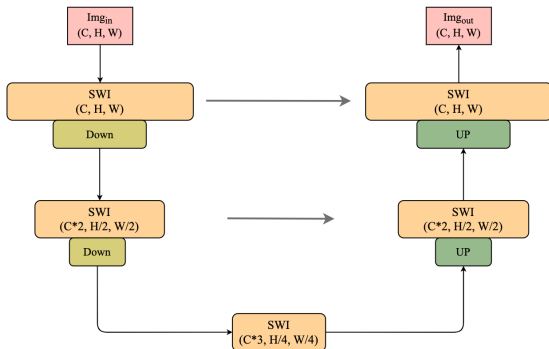 Img_in
(C, H, W)
Img_out
(C, H, W)
SWI
(C, H, W)
Down
SWI
(C, H, W)
UP
SWI
(C*2, H/2, W/2)
Down
SWI
(C*2, H/2, W/2)
UP
SWI
(C*3, H/4, W/4)